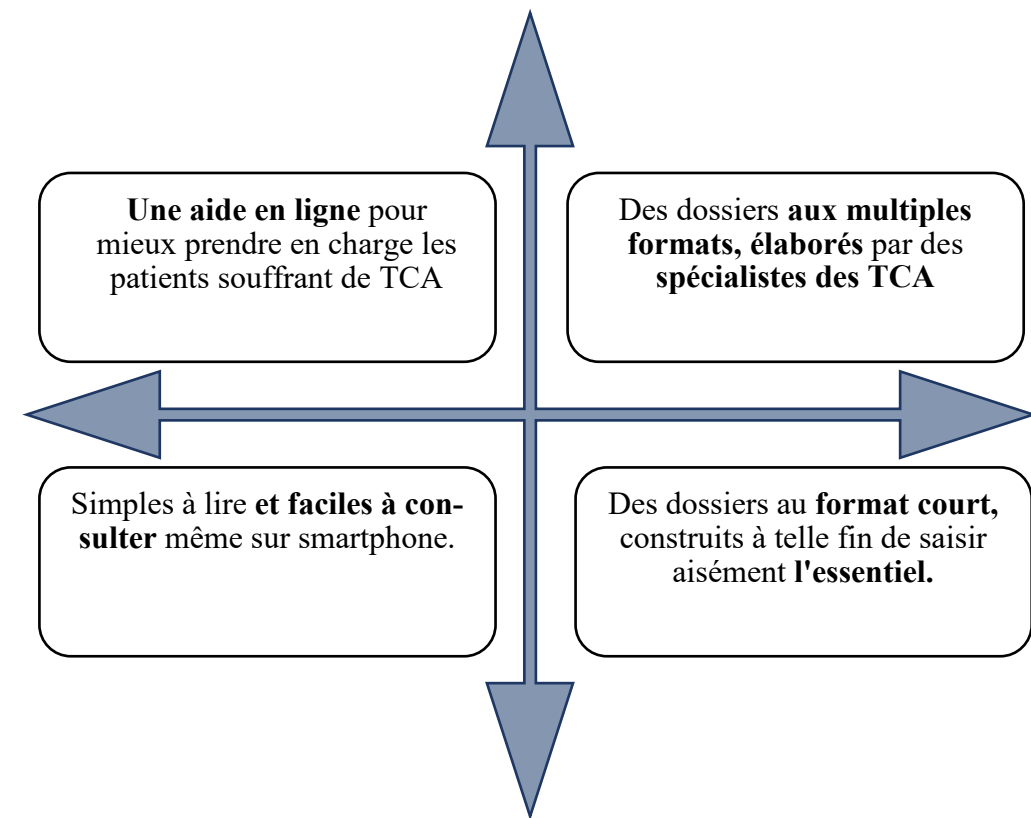 Une aide en ligne pour
mieux prendre en charge les
patients souffrant de TCA
Des dossiers aux multiples
formats, élaborés par des
spécialistes des TCA
Simples à lire et faciles à con-
sulter même sur smartphone.
Des dossiers au format court,
construits à telle fin de saisir
aisément l'essentiel.